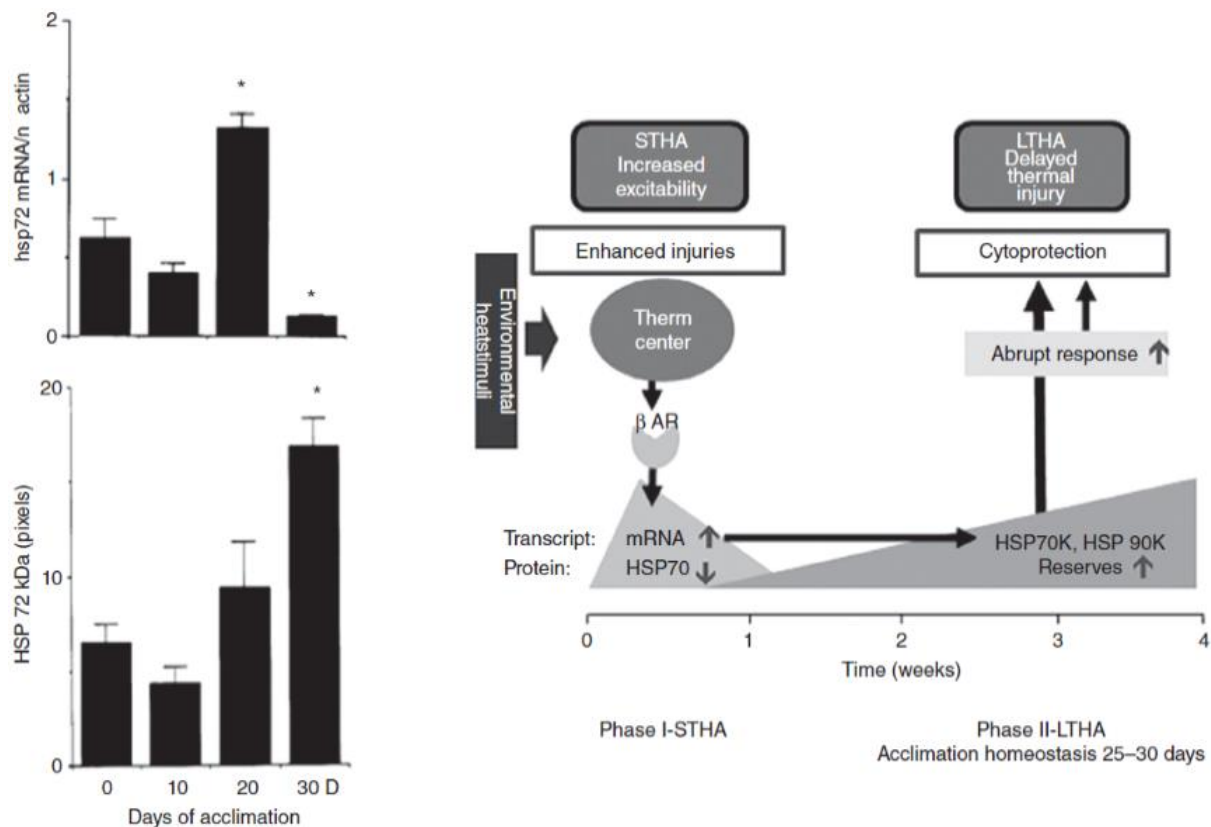 2
1
0
*
*
hsp72 mRNA/n actin
20
10
0
*
HSP 72 kDa (pixels)
0 10 20 30 D
Days of acclimation
STHA
Increased
excitability
LTHA
Delayed
thermal
injury
Enhanced injuries
Cytoprotection
Environmental
heatstimuli
Therm
center
Abrupt response ↑
β AR
Transcript: mRNA ↑
Protein: HSP70 ↓
HSP70K, HSP 90K
Reserves ↑
0 1 2 3 4
Time (weeks)
Phase I-STHA
Phase II-LTHA
Acclimation homeostasis 25–30 days